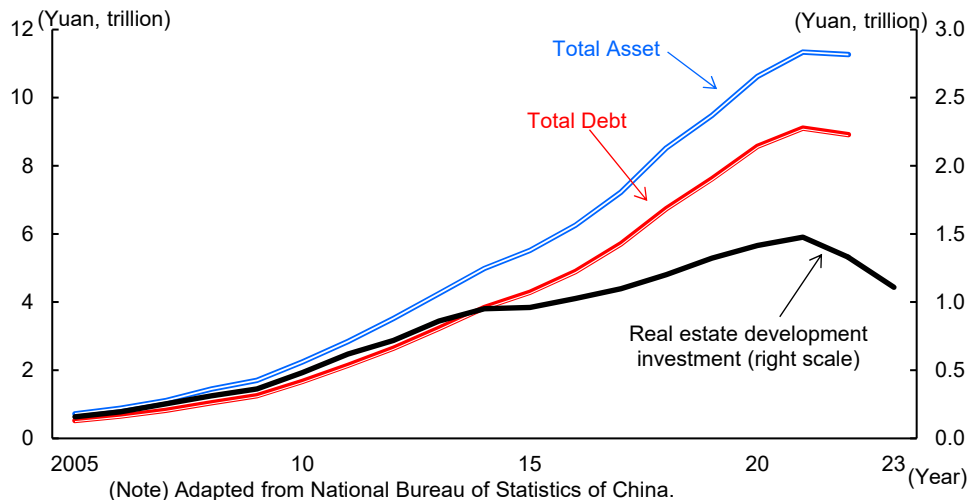 (Yuan, trillion)
(Yuan, trillion)
12
10
8
6
4
2
0
3.0
2.5
2.0
1.5
1.0
0.5
0.0
Total Asset
Total Debt
Real estate development
investment (right scale)
2005
10
15
20
23
(Year)
(Note) Adapted from National Bureau of Statistics of China.